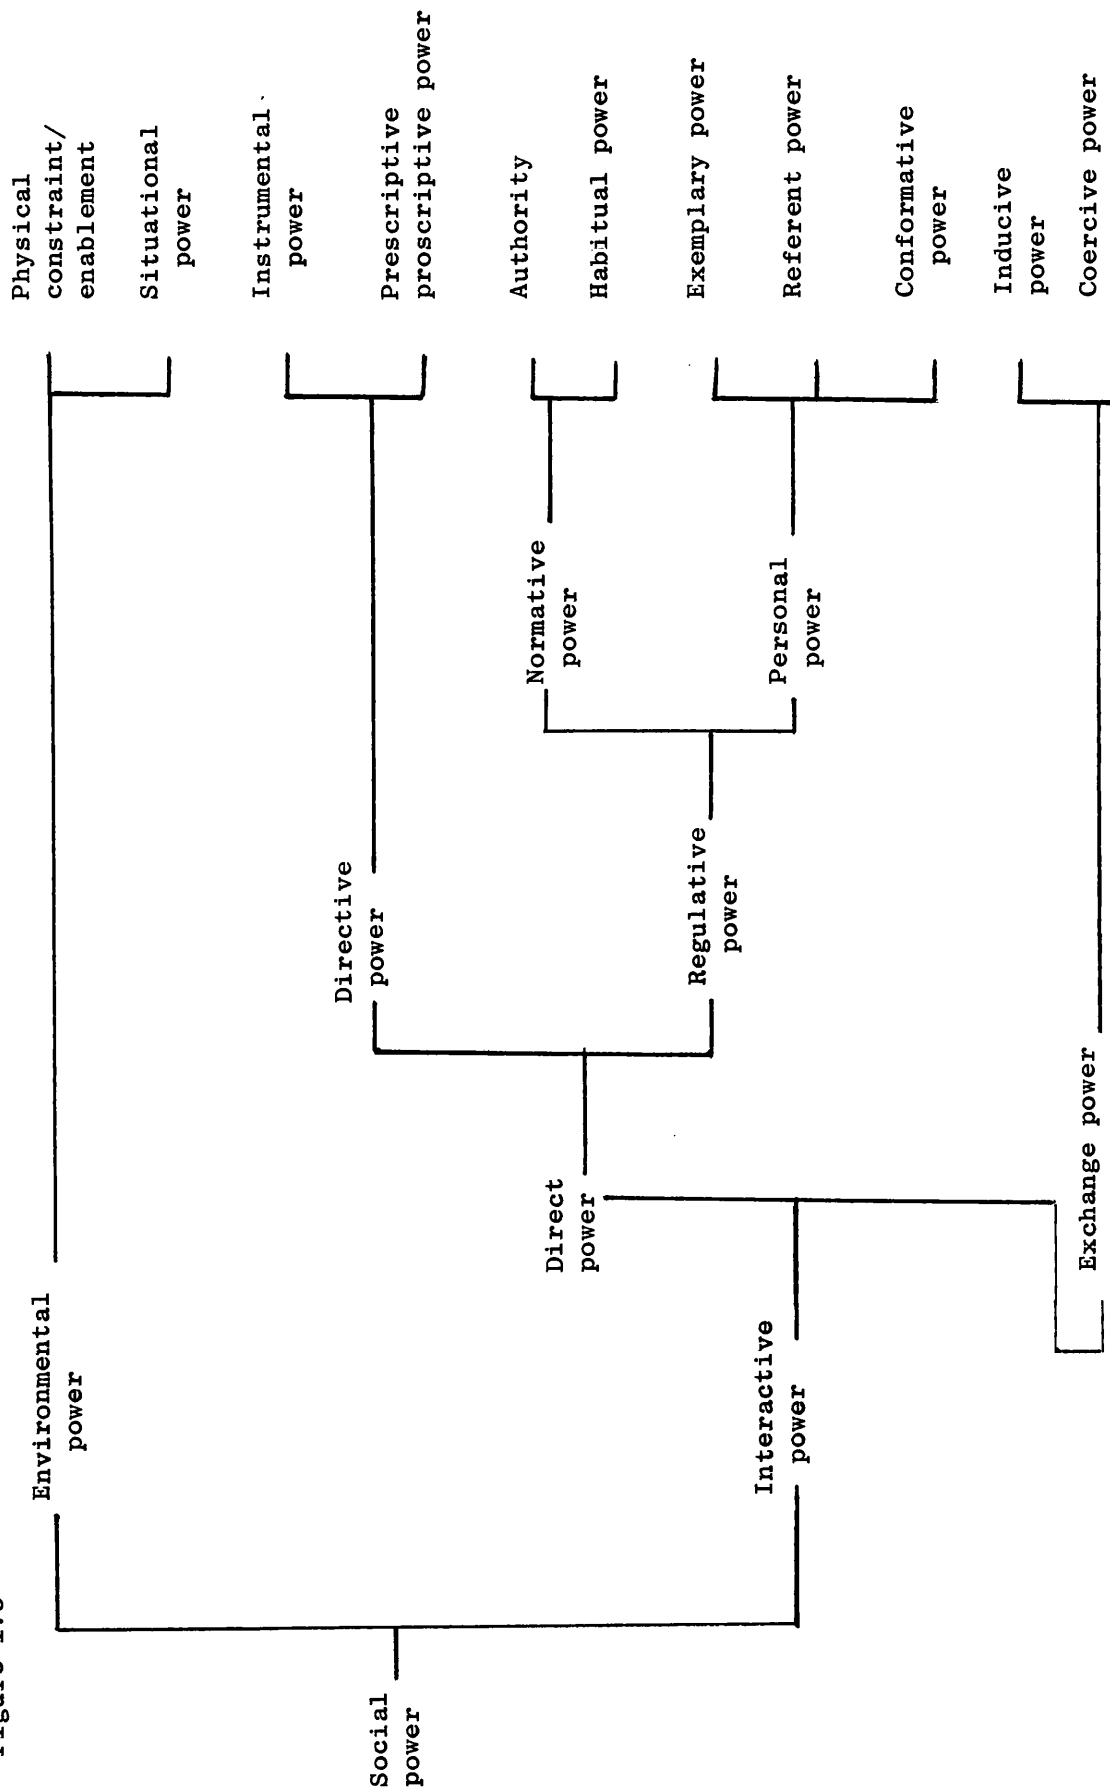 Figure
Social
power
Environmental
power
Interactive
power
Direct
power
Exchange power
Directive
power
Regulative
power
Normative
power
Personal
power
Physical
constraint/
enablement
Situational
power
Instrumental
power
Prescriptive
proscriptive power
Authority
Habitual power
Exemplary power
Referent power
Conformative
power
Inducive
power
Coercive power